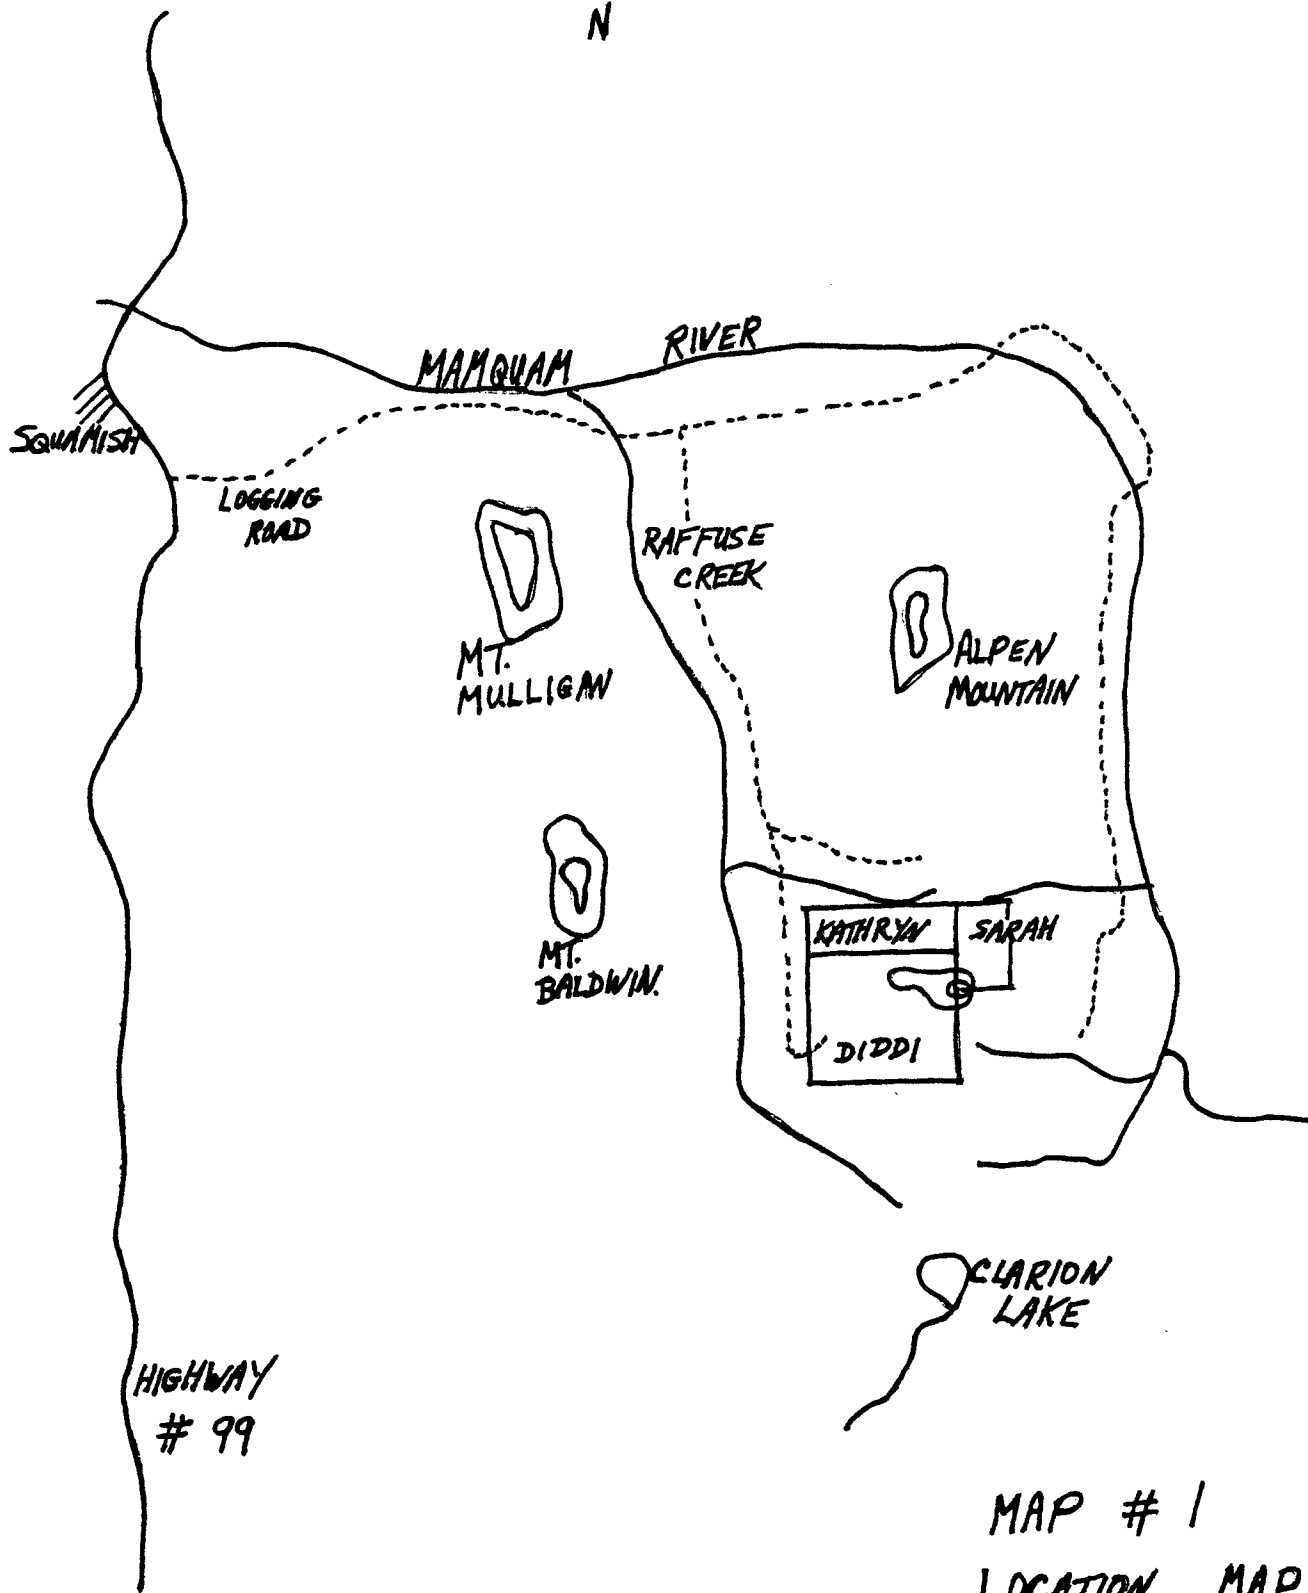 N
RIVER
MAMQUAM
SQUAMISH
LOGGING
ROAD
RAFFUSE
CREEK
MT.
MULLIGAN
ALPEN
MOUNTAIN
KATHRYN
SARAH
MT.
BALDWIN.
DIDDI
CLARION
LAKE
HIGHWAY
# 99
MAP # 1
LOCATION MAP